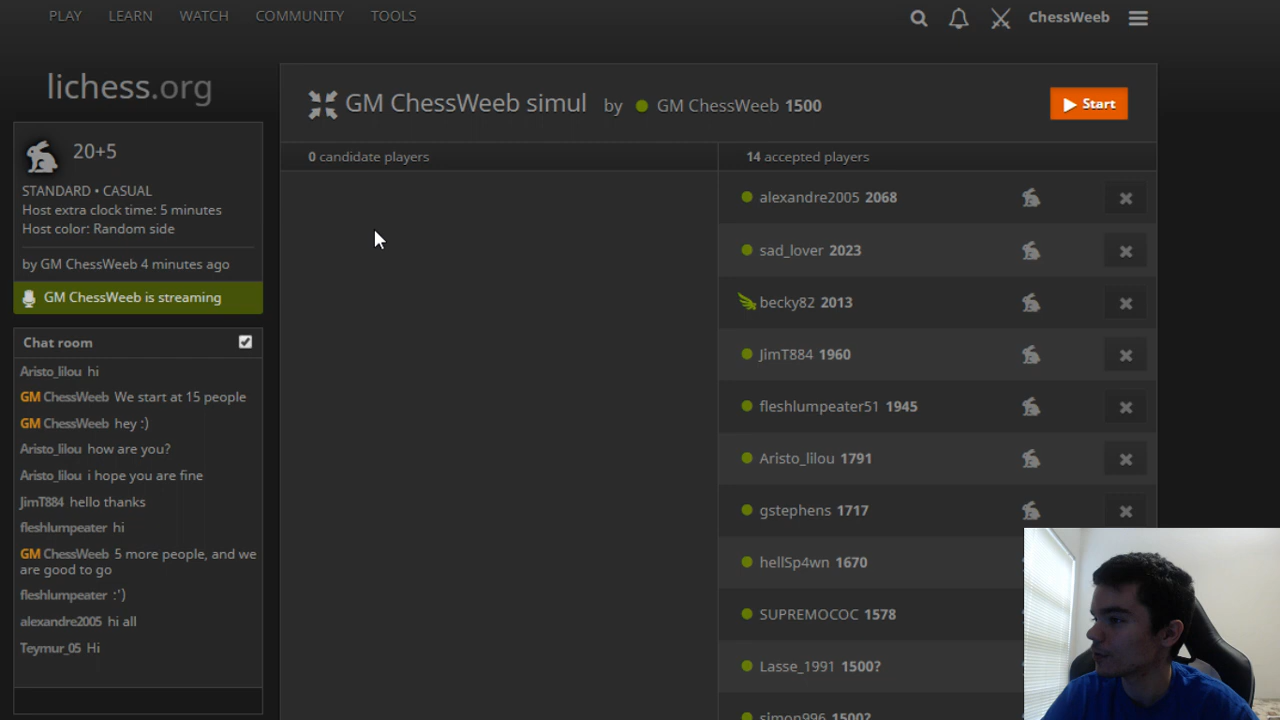 PLAY LEARN WATCH COMMUNITY TOOLS ChessWeeb
lichess.org
20+5
STANDARD • CASUAL
Host extra clock time: 5 minutes
Host color: Random side
by GM ChessWeeb 4 minutes ago
GM ChessWeeb is streaming
Chat room
Aristo_lilou hi
GM ChessWeeb We start at 15 people
GM ChessWeeb hey :)
Aristo_lilou how are you?
Aristo_lilou i hope you are fine
JimT884 hello thanks
fleshlumpeater hi
GM ChessWeeb 5 more people, and we
are good to go
fleshlumpeater :')
alexandre2005 hi all
Teymur_05 Hi
GM ChessWeeb simul by GM ChessWeeb 1500 Start
0 candidate players
14 accepted players
alexandre2005 2068
sad_lover 2023
becky82 2013
JimT884 1960
fleshlumpeater51 1945
Aristo_lilou 1791
gstephens 1717
hellSp4wn 1670
SUPREMOCOC 1578
Lasse_1991 1500?
simon996 1500?